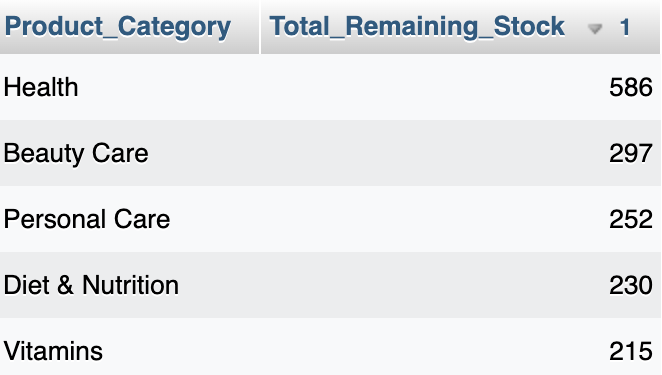 Product_Category Total_Remaining_Stock 1
Health 586
Beauty Care 297
Personal Care 252
Diet & Nutrition 230
Vitamins 215